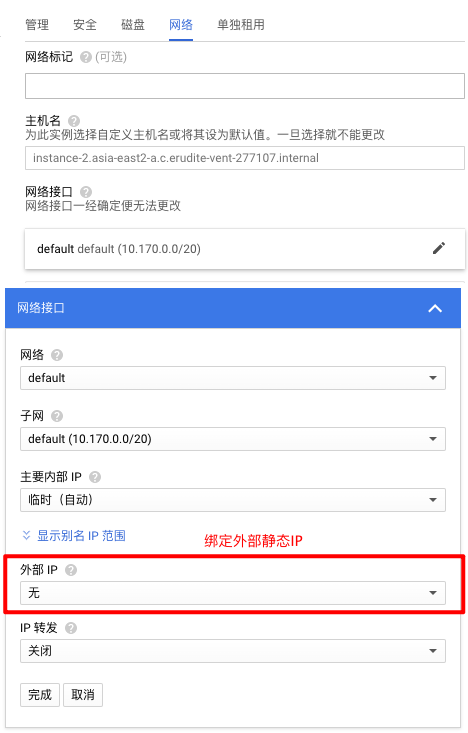 管理 安全 磁盘 网络 单独租用
网络标记 ? (可选)
主机名 ?
为此实例选择自定义主机名或将其设为默认值。一旦选择就不能更改
instance-2.asia-east2-a.c.erudite-vent-277107.internal
网络接口 ?
网络接口一经确定便无法更改
default default (10.170.0.0/20)
网络接口
网络 ?
default
子网 ?
default (10.170.0.0/20)
主要内部 IP ?
临时（自动）
显示别名 IP 范围
绑定外部静态IP
外部 IP ?
无
IP 转发 ?
关闭
完成 取消